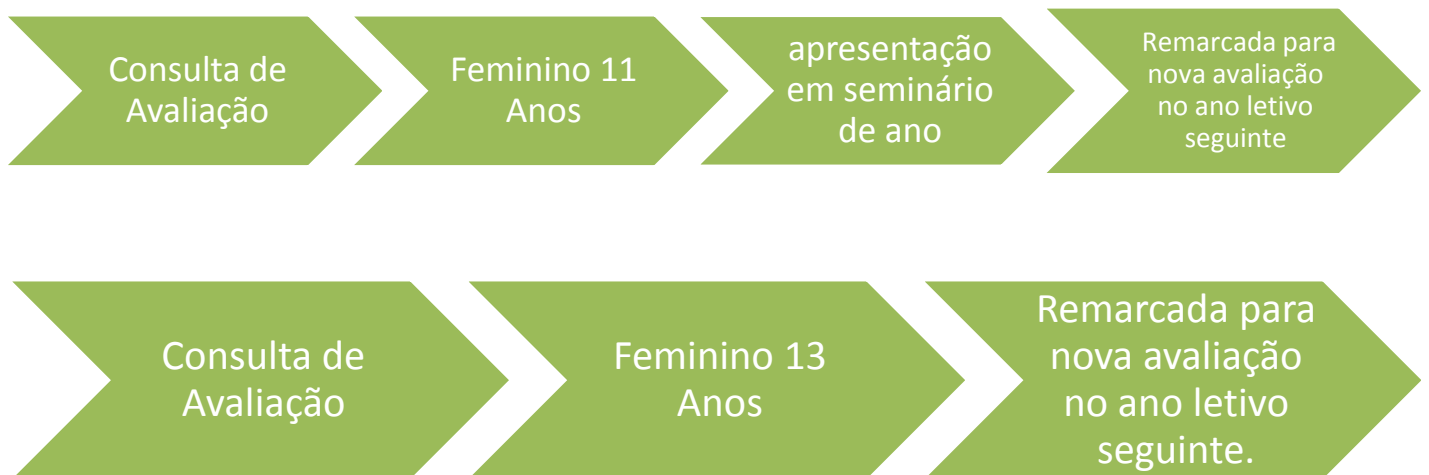 Consulta de
Avaliação
Feminino 11
Anos
apresentação
em seminário
de ano
Remarcada para
nova avaliação
no ano letivo
seguinte
Consulta de
Avaliação
Feminino 13
Anos
Remarcada para
nova avaliação
no ano letivo
seguinte.